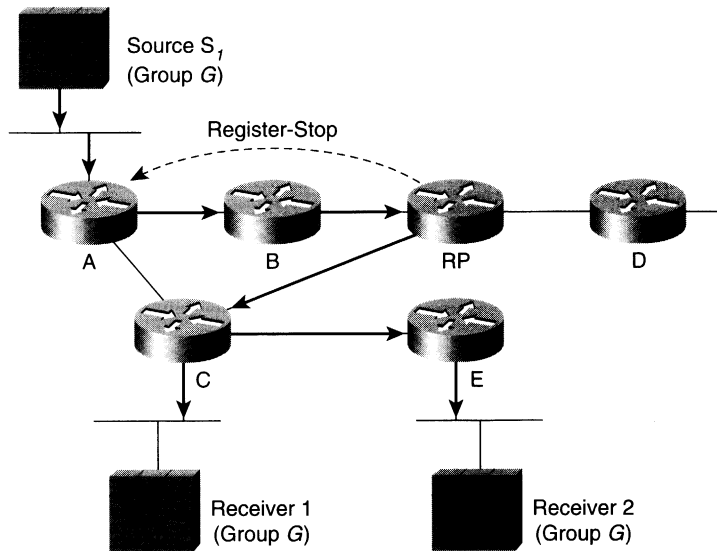 Source S1
(Group G)
Register-Stop
A
B
RP
D
C
E
Receiver 1
(Group G)
Receiver 2
(Group G)